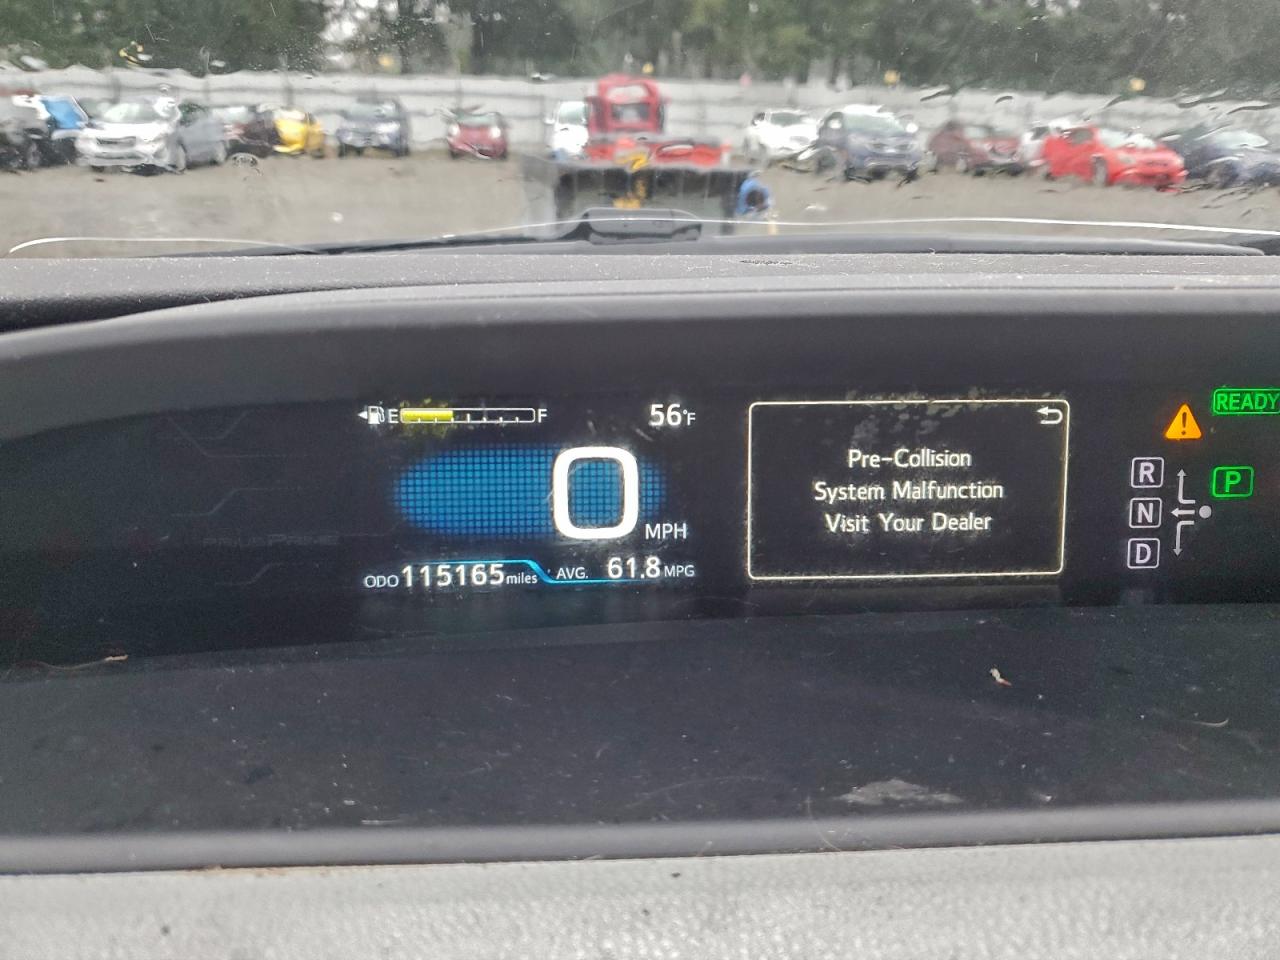 E F
56°F
0
MPH
ODO 115165 miles
AVG. 61.8 MPG
Pre-Collision
System Malfunction
Visit Your Dealer
READY
R
N
D
P